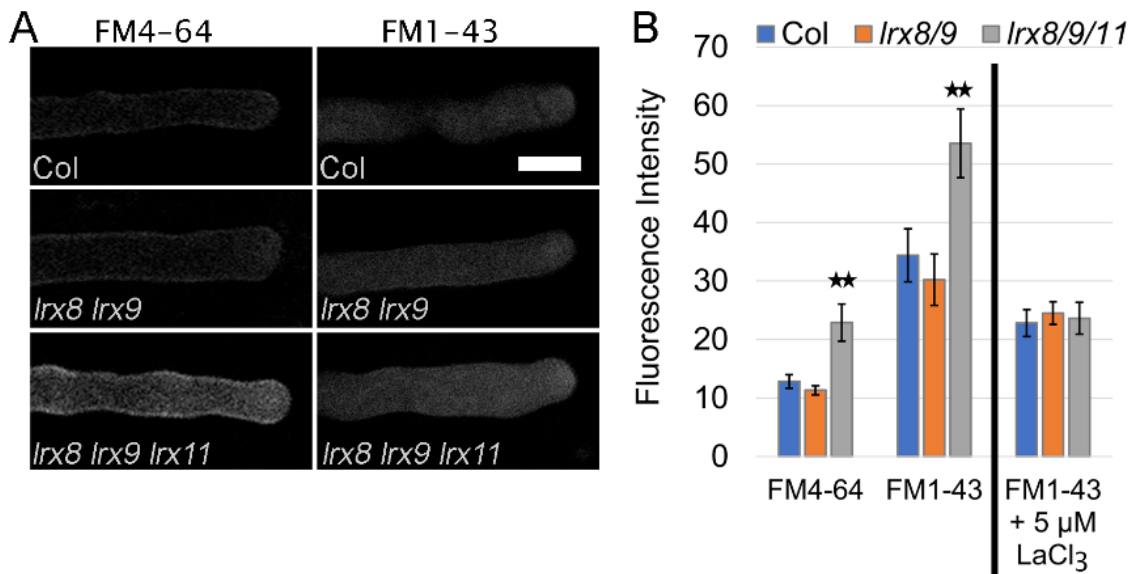 A
FM4-64 FM1-43
Col Col
lrx8 lrx9 lrx8 lrx9
lrx8 lrx9 lrx11 lrx8 lrx9 lrx11
B
Col lrx8/9 lrx8/9/11
Fluorescence Intensity
70
60
50
40
30
20
10
0
★★
★★
FM4-64 FM1-43 FM1-43
+ 5 µM
LaCl₃